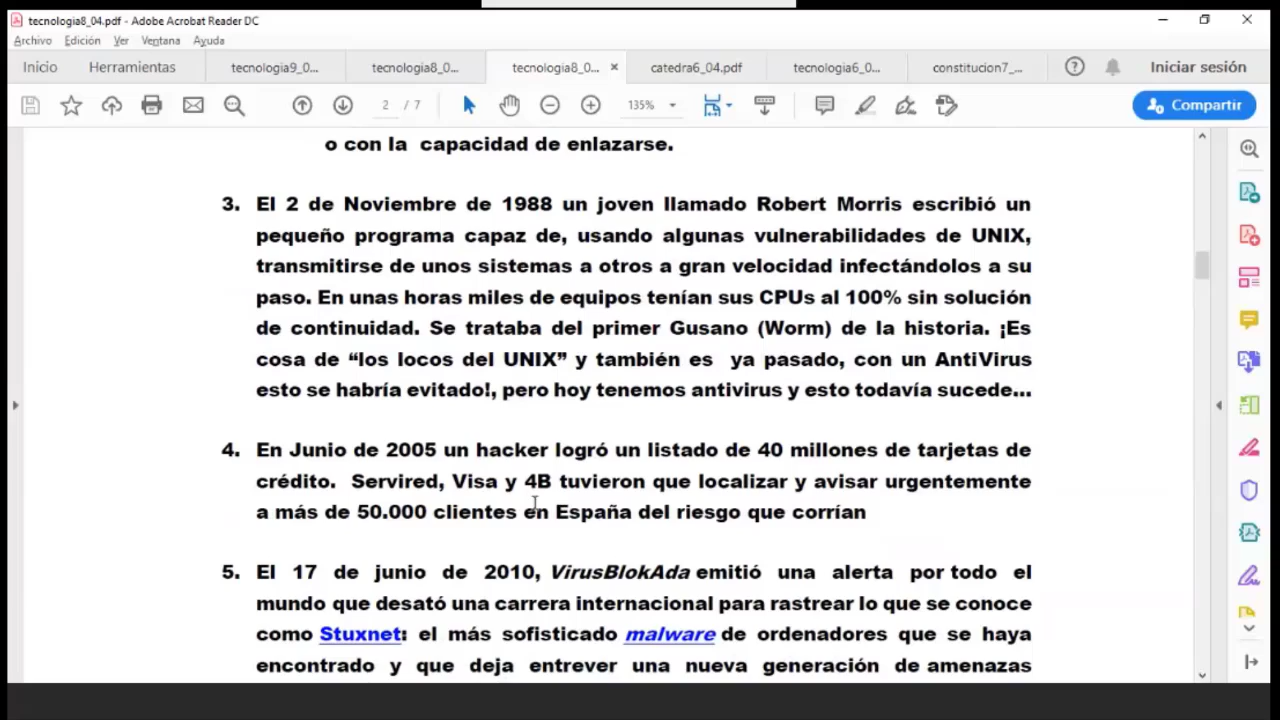 tecnologia8_04.pdf - Adobe Acrobat Reader DC
Archivo Edición Ver Ventana Ayuda
Inicio Herramientas tecnologia9_0... tecnologia8_0... tecnologia8_0... × catedra6_04.pdf tecnologia6_0... constitucion7_... Iniciar sesión
2 / 7 135% Compartir
o con la capacidad de enlazarse.
3. El 2 de Noviembre de 1988 un joven llamado Robert Morris escribió un
pequeño programa capaz de, usando algunas vulnerabilidades de UNIX,
transmitirse de unos sistemas a otros a gran velocidad infectándolos a su
paso. En unas horas miles de equipos tenían sus CPUs al 100% sin solución
de continuidad. Se trataba del primer Gusano (Worm) de la historia. ¡Es
cosa de “los locos del UNIX” y también es ya pasado, con un AntiVirus
esto se habría evitado!, pero hoy tenemos antivirus y esto todavía sucede...
4. En Junio de 2005 un hacker logró un listado de 40 millones de tarjetas de
crédito. Servired, Visa y 4B tuvieron que localizar y avisar urgentemente
a más de 50.000 clientes en España del riesgo que corrían
5. El 17 de junio de 2010, VirusBlokAda emitió una alerta por todo el
mundo que desató una carrera internacional para rastrear lo que se conoce
como Stuxnet: el más sofisticado malware de ordenadores que se haya
encontrado y que deja entrever una nueva generación de amenazas